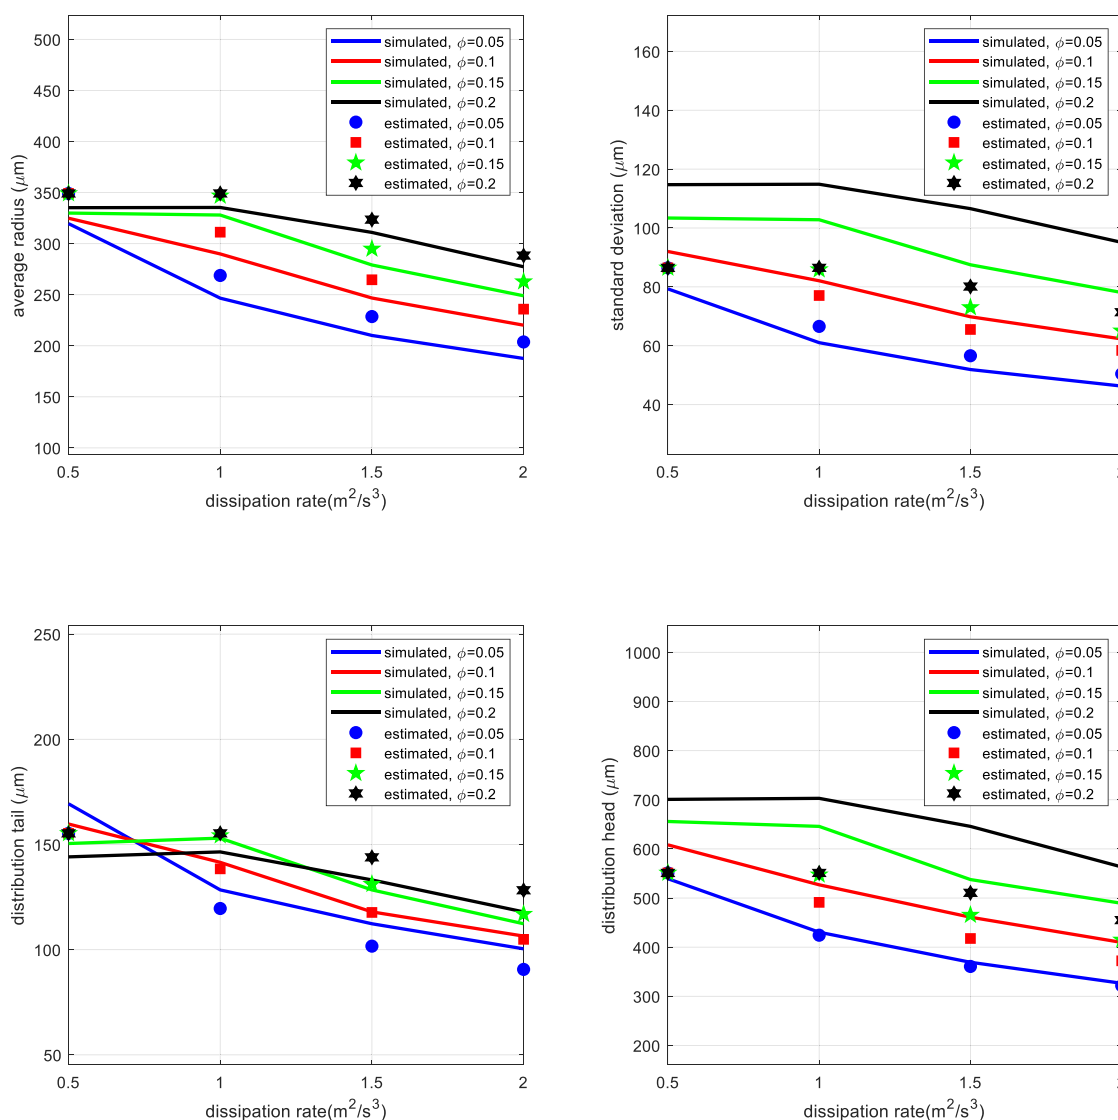 500
450
400
350
300
250
200
150
100
0.5
1
1.5
2
dissipation rate(m²/s³)
average radius (μm)
simulated, ϕ=0.05
simulated, ϕ=0.1
simulated, ϕ=0.15
simulated, ϕ=0.2
estimated, ϕ=0.05
estimated, ϕ=0.1
estimated, ϕ=0.15
estimated, ϕ=0.2
160
140
120
100
80
60
40
0.5
1
1.5
dissipation rate(m²/s³)
standard deviation (μm)
simulated, ϕ=0.05
simulated, ϕ=0.1
simulated, ϕ=0.15
simulated, ϕ=0.2
estimated, ϕ=0.05
estimated, ϕ=0.1
estimated, ϕ=0.15
estimated, ϕ=0.2
250
200
150
100
50
0.5
1
1.5
2
dissipation rate(m²/s³)
distribution tail (μm)
simulated, ϕ=0.05
simulated, ϕ=0.1
simulated, ϕ=0.15
simulated, ϕ=0.2
estimated, ϕ=0.05
estimated, ϕ=0.1
estimated, ϕ=0.15
estimated, ϕ=0.2
1000
900
800
700
600
500
400
300
200
0.5
1
1.5
dissipation rate(m²/s³)
distribution head (μm)
simulated, ϕ=0.05
simulated, ϕ=0.1
simulated, ϕ=0.15
simulated, ϕ=0.2
estimated, ϕ=0.05
estimated, ϕ=0.1
estimated, ϕ=0.15
estimated, ϕ=0.2